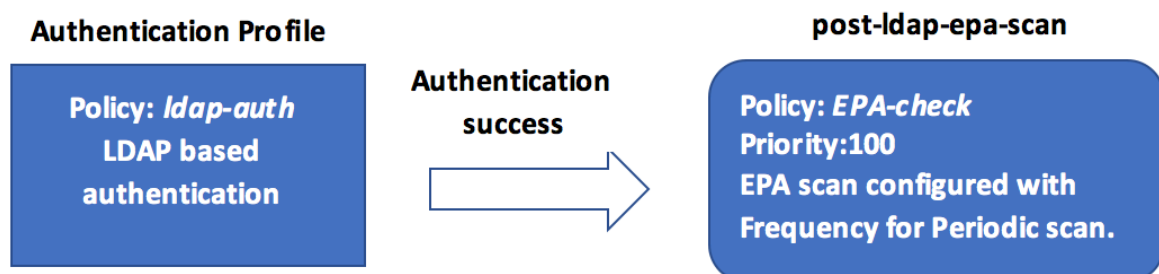 Authentication Profile
Policy: ldap-auth
LDAP based
authentication
Authentication
success
post-ldap-epa-scan
Policy: EPA-check
Priority:100
EPA scan configured with
Frequency for Periodic scan.